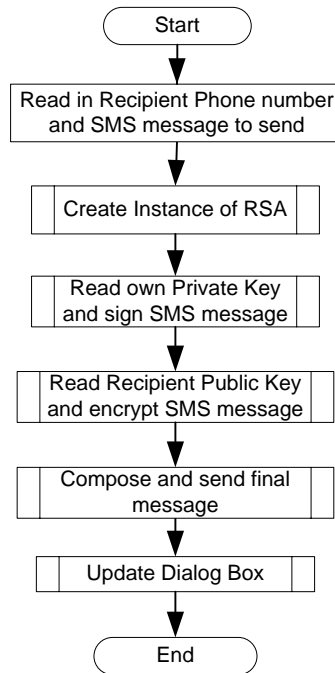 Start
Read in Recipient Phone number
and SMS message to send
Create Instance of RSA
Read own Private Key
and sign SMS message
Read Recipient Public Key
and encrypt SMS message
Compose and send final
message
Update Dialog Box
End